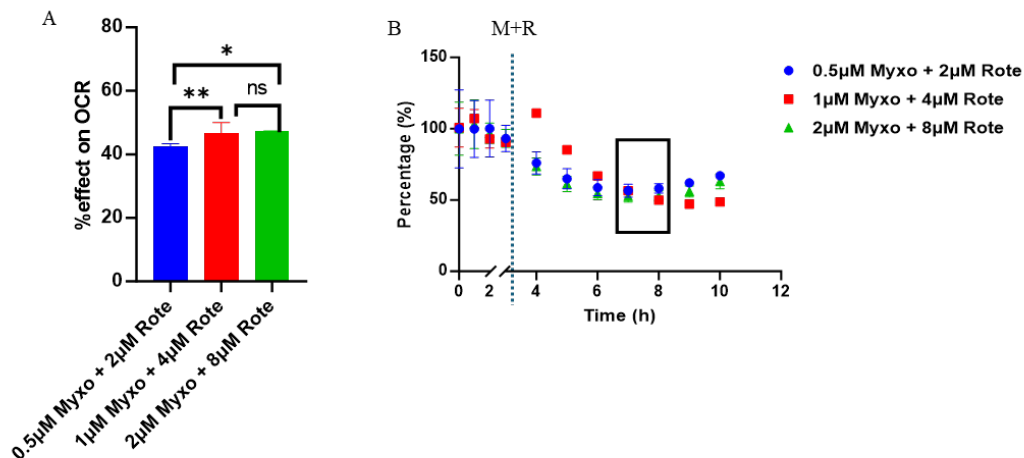 A
80
60
40
20
0
%effect on OCR
*
**
ns
0.5µM Myxo + 2µM Rote
1µM Myxo + 4µM Rote
2µM Myxo + 8µM Rote
B
M+R
150
100
50
0
Percentage (%)
0 2 4 6 8 10 12
Time (h)
0.5µM Myxo + 2µM Rote
1µM Myxo + 4µM Rote
2µM Myxo + 8µM Rote